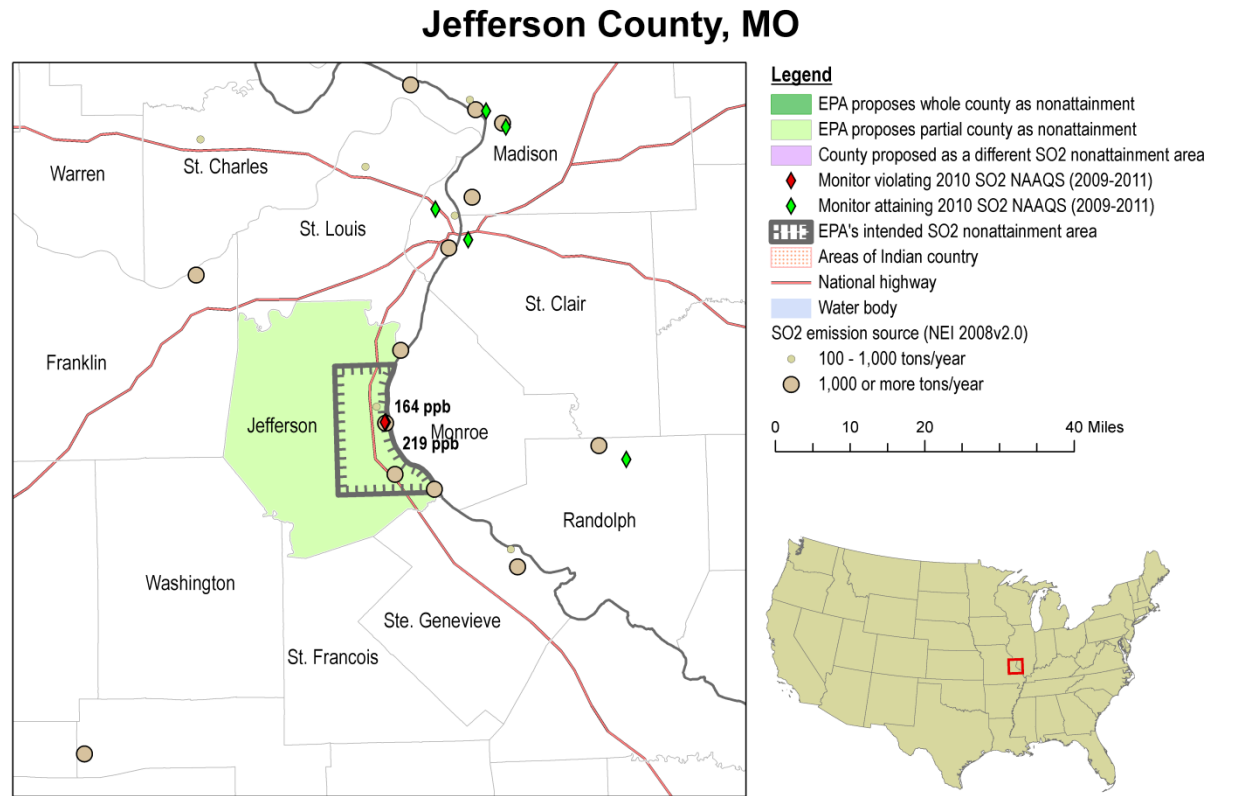 Jefferson County, MO
Warren
St. Charles
Madison
St. Louis
St. Clair
Franklin
Jefferson
164 ppb
219 ppb
Monroe
Randolph
Washington
Ste. Genevieve
St. Francois
Legend
EPA proposes whole county as nonattainment
EPA proposes partial county as nonattainment
County proposed as a different SO2 nonattainment area
Monitor violating 2010 SO2 NAAQS (2009-2011)
Monitor attaining 2010 SO2 NAAQS (2009-2011)
EPA's intended SO2 nonattainment area
Areas of Indian country
National highway
Water body
SO2 emission source (NEI 2008v2.0)
100 - 1,000 tons/year
1,000 or more tons/year
0 10 20 40 Miles